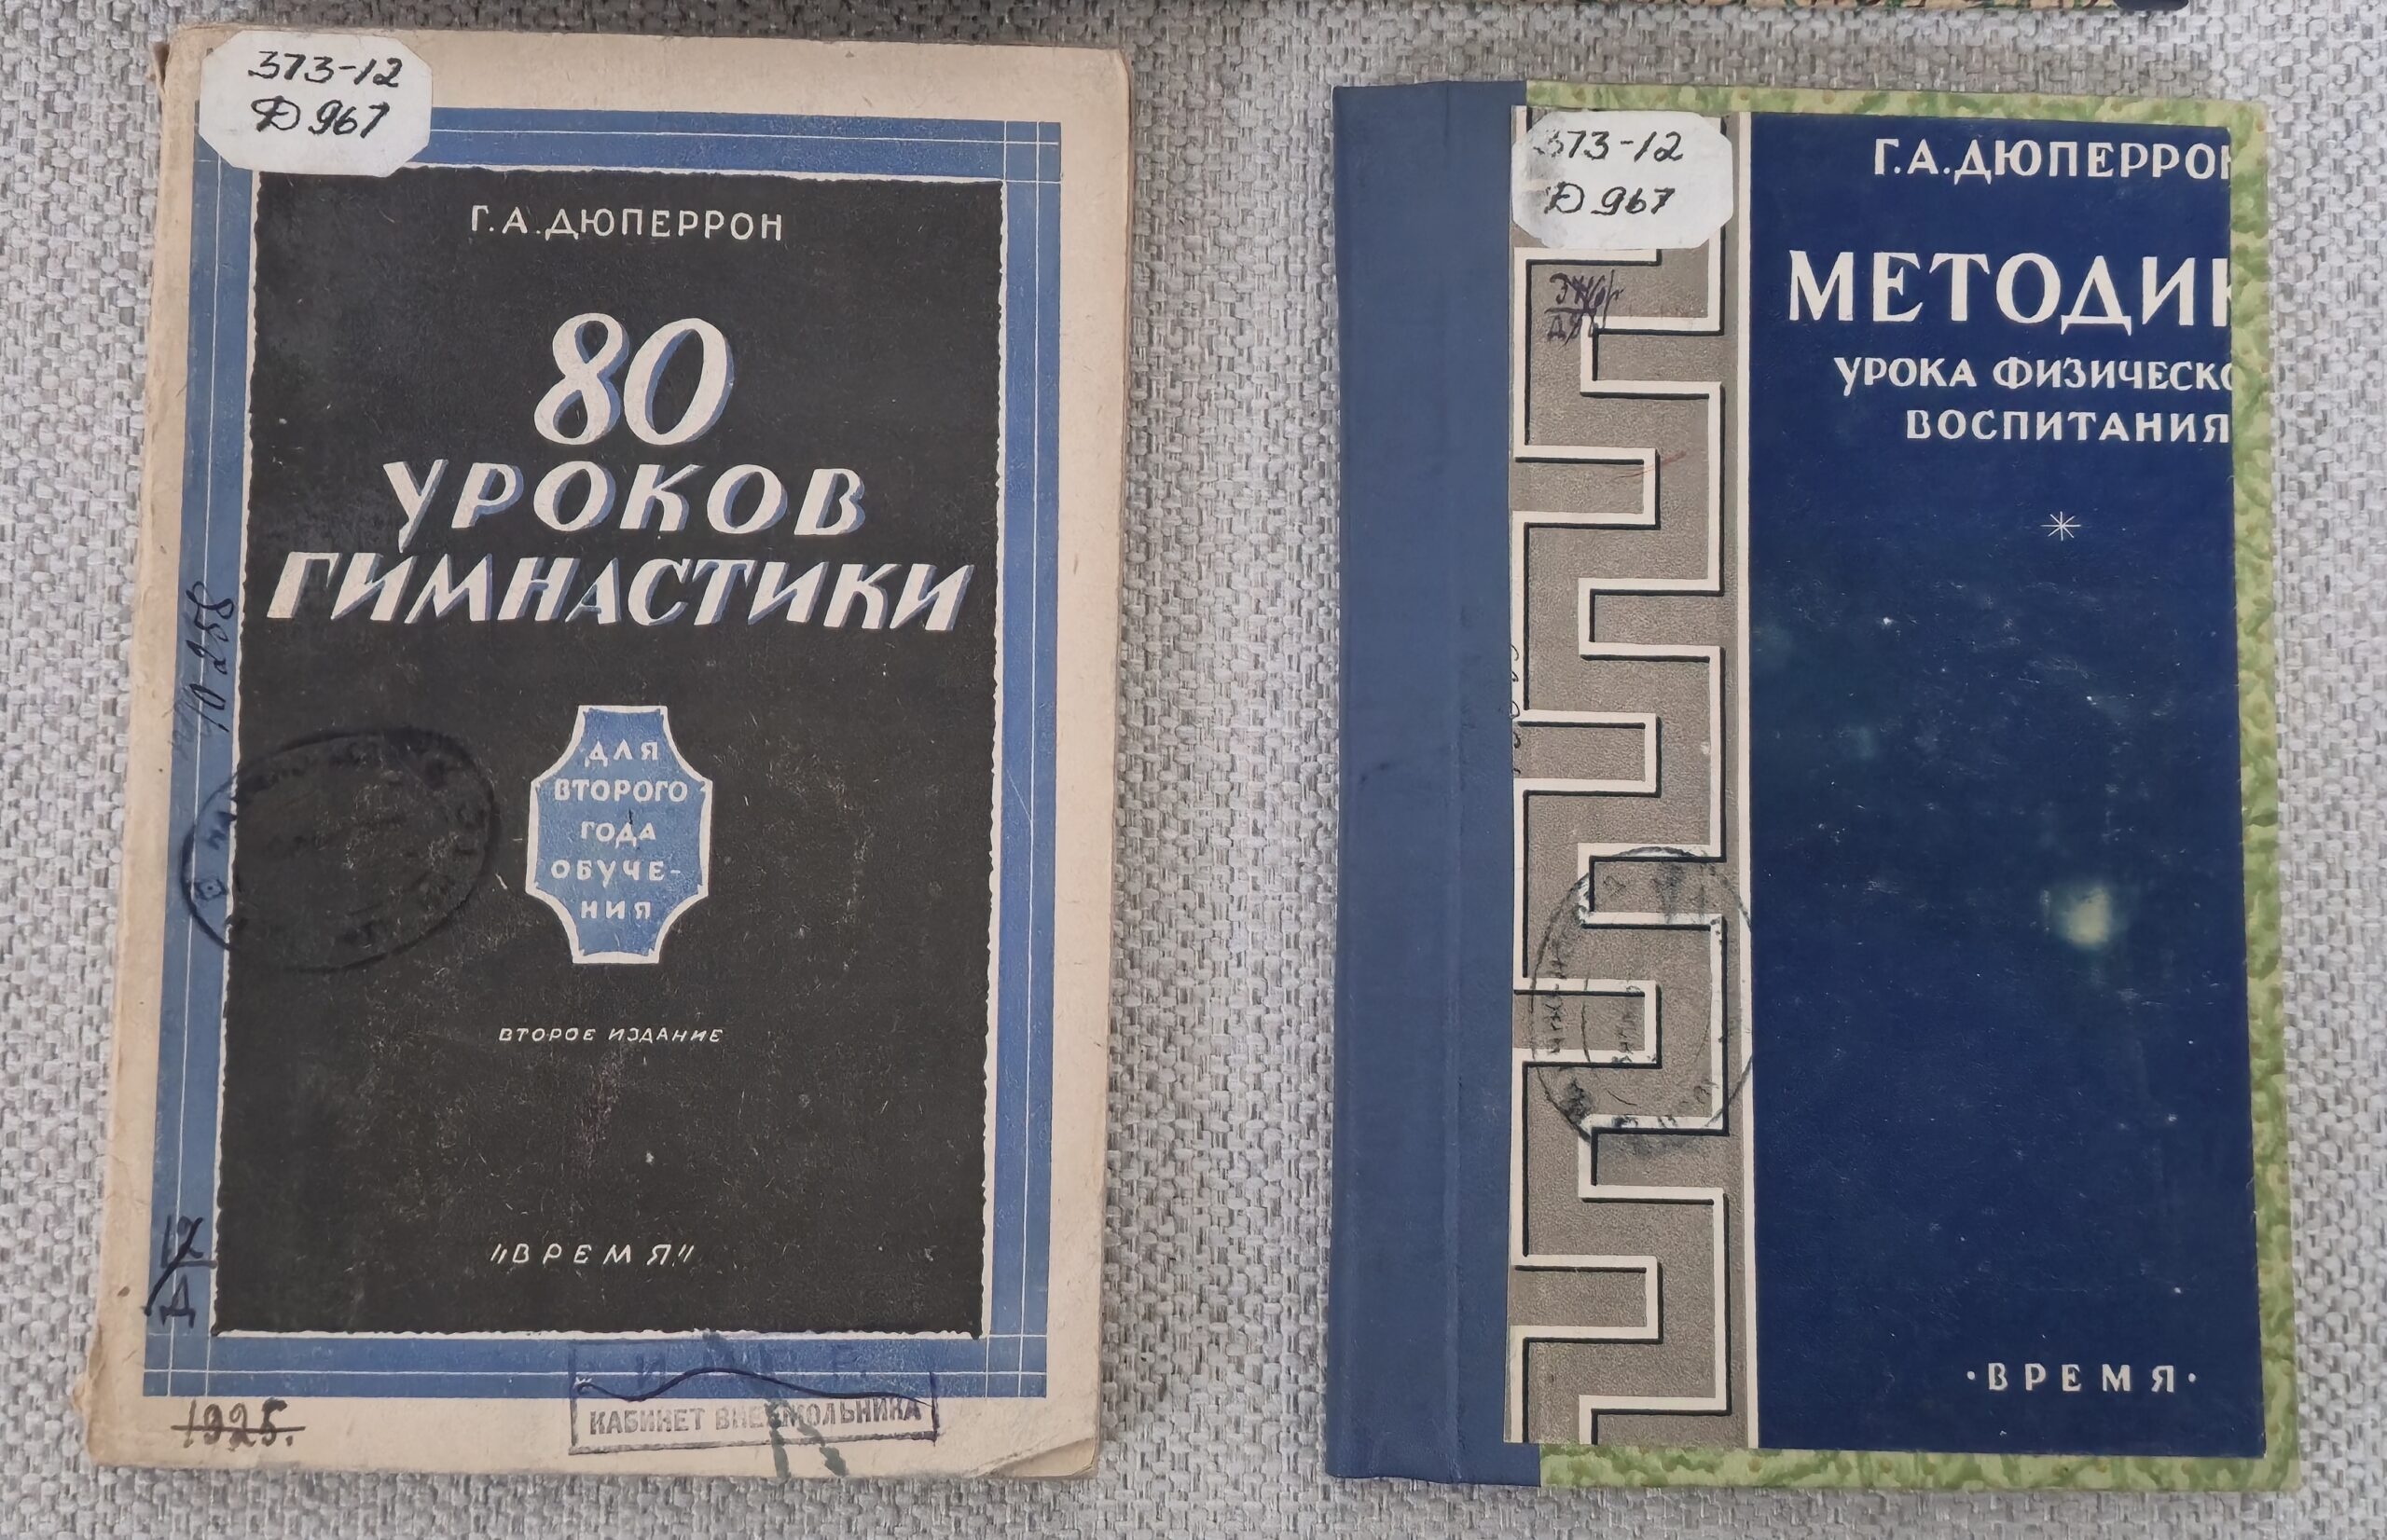 373-12
Д 967
Г. А. ДЮПЕРРОН
80
УРОКОВ
ГИМНАСТИКИ
ДЛЯ
ВТОРОГО
ГОДА
ОБУЧЕ-
НИЯ
ВТОРОЕ ИЗДАНИЕ
"ВРЕМЯ"
10258
1925.
КАБИНЕТ ВНЕШКОЛЬНИКА
373-12
Д 967
Г. А. ДЮПЕРРОН
МЕТОДИК
УРОКА ФИЗИЧЕСКО
ВОСПИТАНИЯ
*
·ВРЕМЯ·